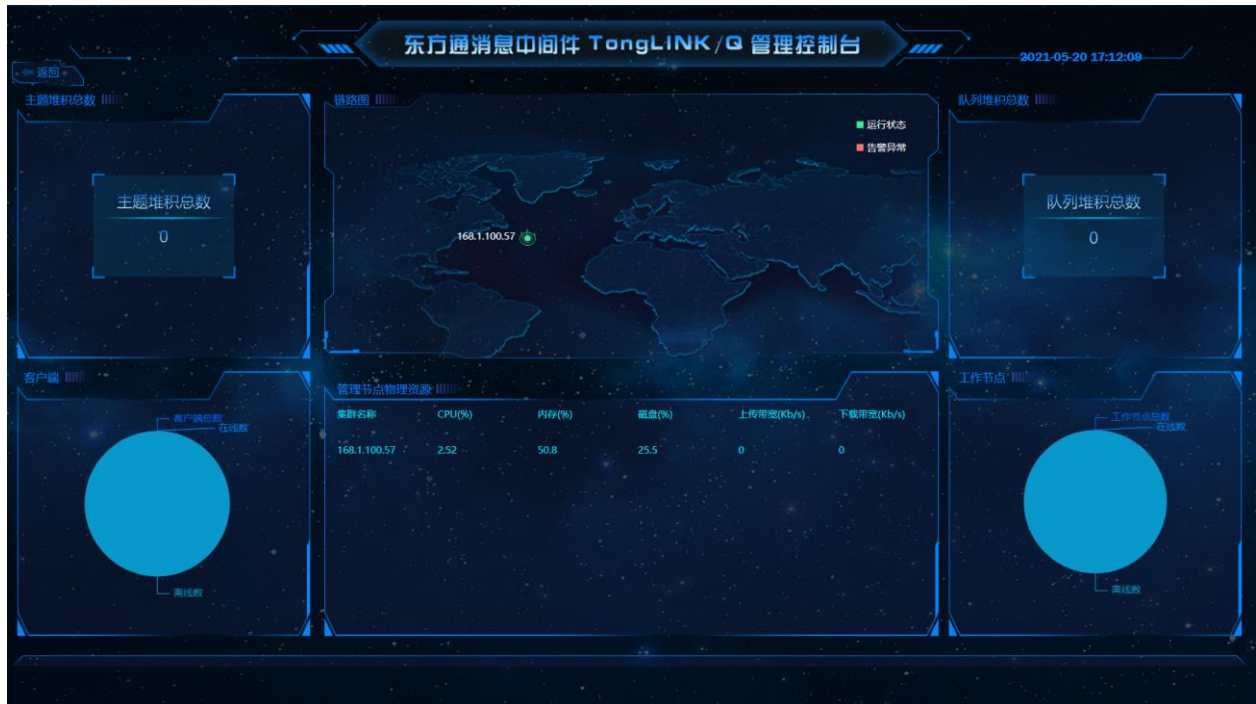 东方通消息中间件 TongLINK/Q 管理控制台
2021-05-20 17:12:09
返回
主题堆积总数
主题堆积总数
0
链路图
运行状态
告警异常
168.1.100.57
队列堆积总数
队列堆积总数
0
客户端
客户端总数
在线数
离线数
管理节点物理资源
集群名称 CPU(%) 内存(%) 磁盘(%) 上传带宽(Kb/s) 下载带宽(Kb/s)
168.1.100.57 2.52 50.8 25.5 0 0
工作节点
工作节点总数
在线数
离线数